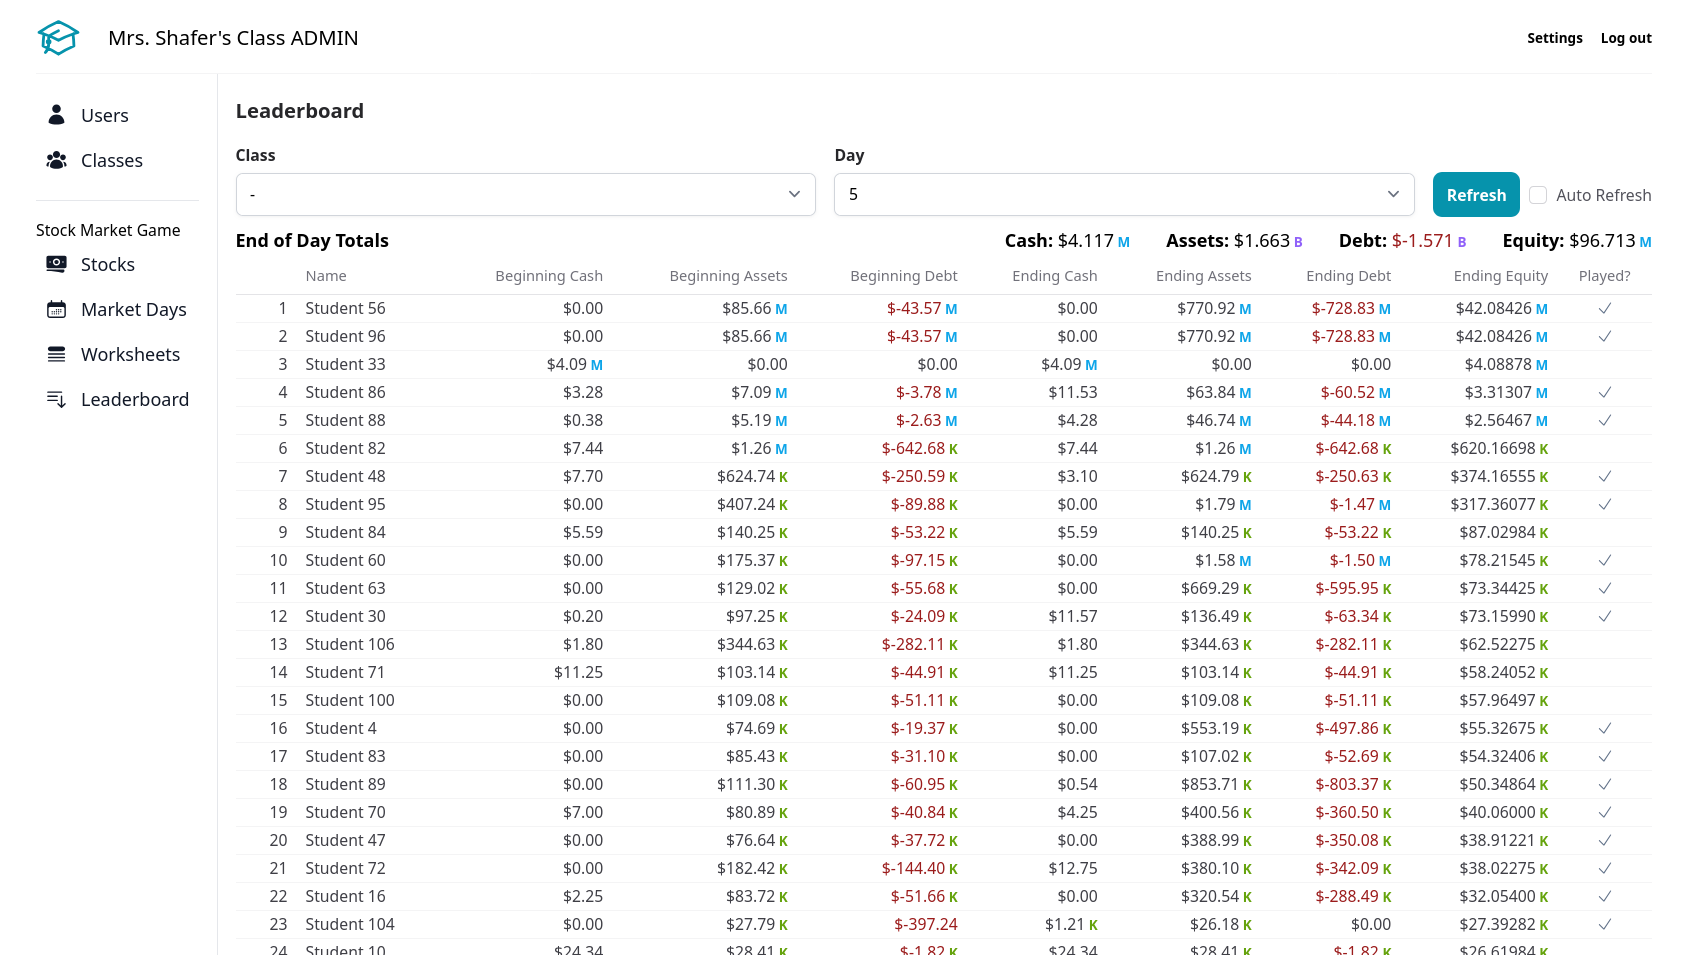 Mrs. Shafer's Class ADMIN
Settings Log out
Users
Classes
Stock Market Game
Stocks
Market Days
Worksheets
Leaderboard
Leaderboard
Class Day
- 5 Refresh Auto Refresh
End of Day Totals Cash: $4.117 M Assets: $1.663 B Debt: $-1.571 B Equity: $96.713 M
Name Beginning Cash Beginning Assets Beginning Debt Ending Cash Ending Assets Ending Debt Ending Equity Played?
1 Student 56 $0.00 $85.66 M $-43.57 M $0.00 $770.92 M $-728.83 M $42.08426 M ✓
2 Student 96 $0.00 $85.66 M $-43.57 M $0.00 $770.92 M $-728.83 M $42.08426 M ✓
3 Student 33 $4.09 M $0.00 $0.00 $4.09 M $0.00 $0.00 $4.08878 M
4 Student 86 $3.28 $7.09 M $-3.78 M $11.53 $63.84 M $-60.52 M $3.31307 M ✓
5 Student 88 $0.38 $5.19 M $-2.63 M $4.28 $46.74 M $-44.18 M $2.56467 M ✓
6 Student 82 $7.44 $1.26 M $-642.68 K $7.44 $1.26 M $-642.68 K $620.16698 K
7 Student 48 $7.70 $624.74 K $-250.59 K $3.10 $624.79 K $-250.63 K $374.16555 K ✓
8 Student 95 $0.00 $407.24 K $-89.88 K $0.00 $1.79 M $-1.47 M $317.36077 K ✓
9 Student 84 $5.59 $140.25 K $-53.22 K $5.59 $140.25 K $-53.22 K $87.02984 K
10 Student 60 $0.00 $175.37 K $-97.15 K $0.00 $1.58 M $-1.50 M $78.21545 K ✓
11 Student 63 $0.00 $129.02 K $-55.68 K $0.00 $669.29 K $-595.95 K $73.34425 K ✓
12 Student 30 $0.20 $97.25 K $-24.09 K $11.57 $136.49 K $-63.34 K $73.15990 K ✓
13 Student 106 $1.80 $344.63 K $-282.11 K $1.80 $344.63 K $-282.11 K $62.52275 K
14 Student 71 $11.25 $103.14 K $-44.91 K $11.25 $103.14 K $-44.91 K $58.24052 K
15 Student 100 $0.00 $109.08 K $-51.11 K $0.00 $109.08 K $-51.11 K $57.96497 K
16 Student 4 $0.00 $74.69 K $-19.37 K $0.00 $553.19 K $-497.86 K $55.32675 K ✓
17 Student 83 $0.00 $85.43 K $-31.10 K $0.00 $107.02 K $-52.69 K $54.32406 K ✓
18 Student 89 $0.00 $111.30 K $-60.95 K $0.54 $853.71 K $-803.37 K $50.34864 K ✓
19 Student 70 $7.00 $80.89 K $-40.84 K $4.25 $400.56 K $-360.50 K $40.06000 K ✓
20 Student 47 $0.00 $76.64 K $-37.72 K $0.00 $388.99 K $-350.08 K $38.91221 K ✓
21 Student 72 $0.00 $182.42 K $-144.40 K $12.75 $380.10 K $-342.09 K $38.02275 K ✓
22 Student 16 $2.25 $83.72 K $-51.66 K $0.00 $320.54 K $-288.49 K $32.05400 K ✓
23 Student 104 $0.00 $27.79 K $-397.24 $1.21 K $26.18 K $0.00 $27.39282 K ✓
24 Student 10 $24.34 $28.41 K $-1.82 K $24.34 $28.41 K $-1.82 K $26.61984 K